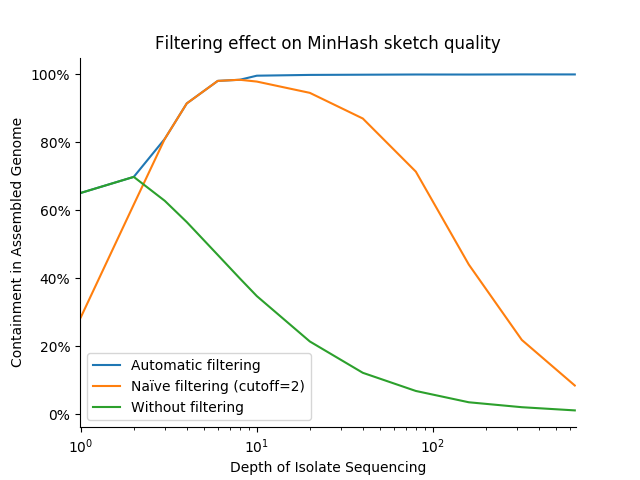 Filtering effect on MinHash sketch quality
Containment in Assembled Genome
100%
80%
60%
40%
20%
0%
Automatic filtering
Naïve filtering (cutoff=2)
Without filtering
10⁰
10¹
10²
Depth of Isolate Sequencing